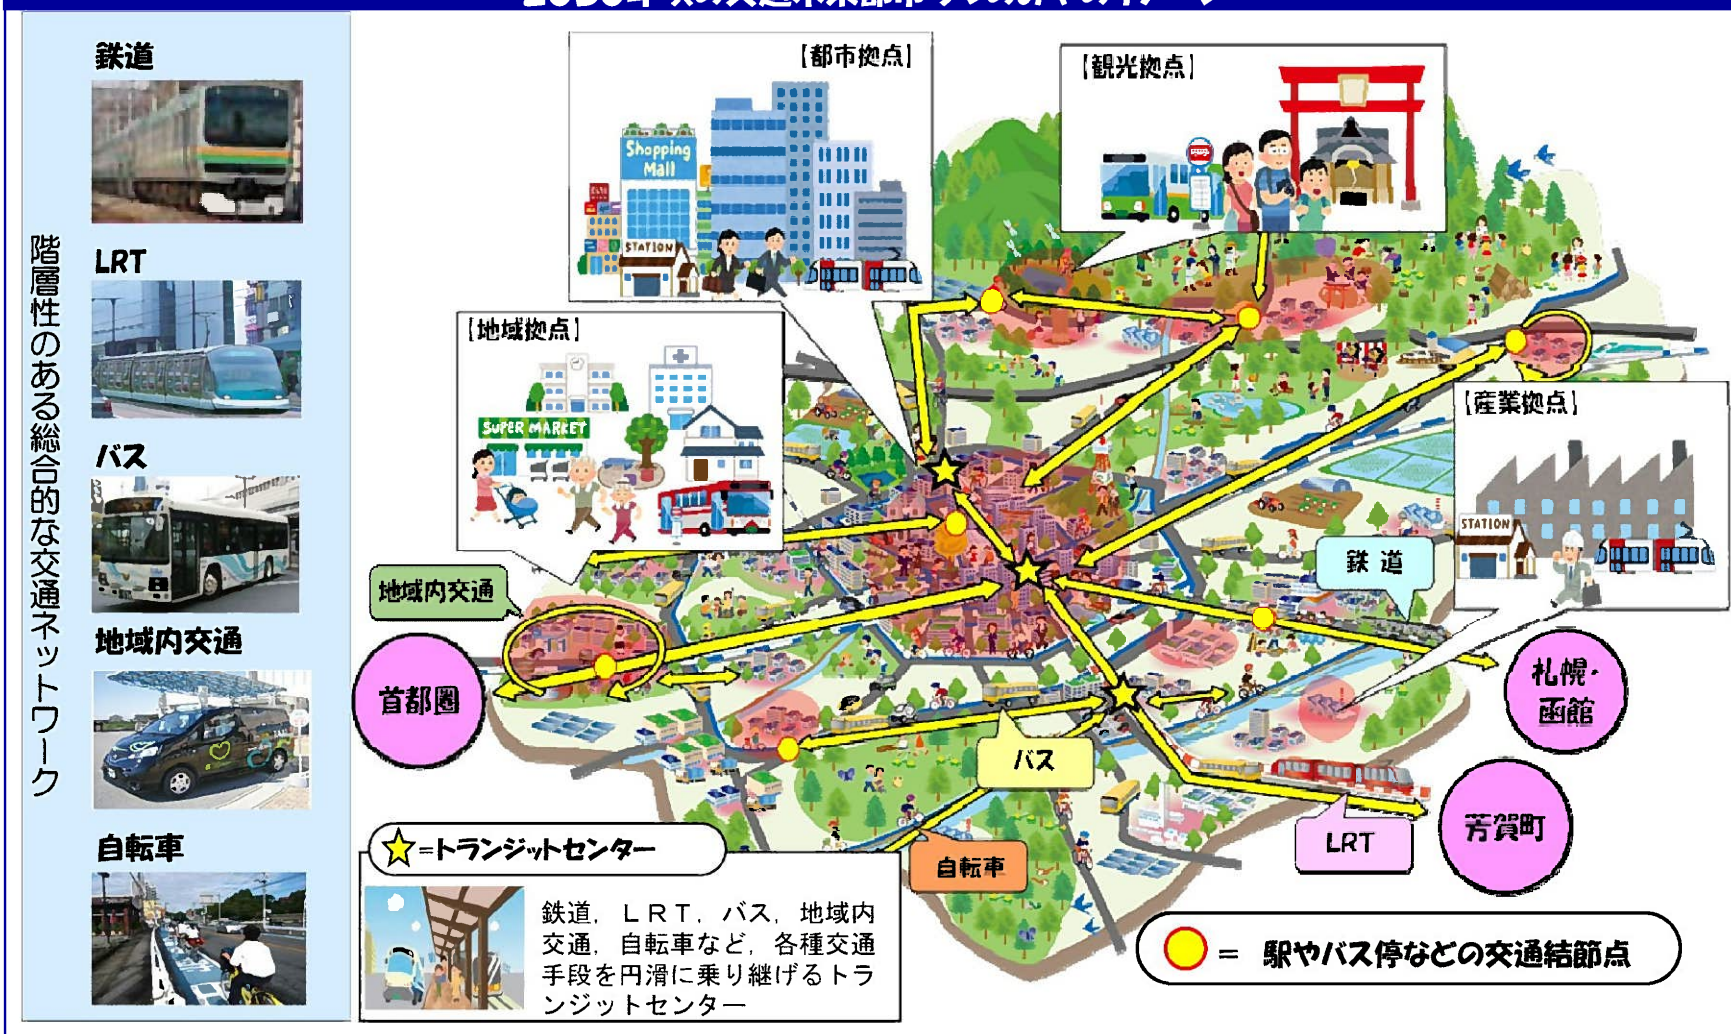 階層性のある総合的な交通ネットワーク
鉄道
LRT
バス
地域内交通
自転車
【都市拠点】
Shopping
Mall
STATION
【観光拠点】
【地域拠点】
SUPER MARKET
【産業拠点】
STATION
鉄道
地域内交通
首都圏
札幌・
函館
バス
芳賀町
LRT
自転車
☆=トランジットセンター
鉄道，ＬＲＴ，バス，地域内
交通，自転車など，各種交通
手段を円滑に乗り継げるトラ
ンジットセンター
= 駅やバス停などの交通結節点